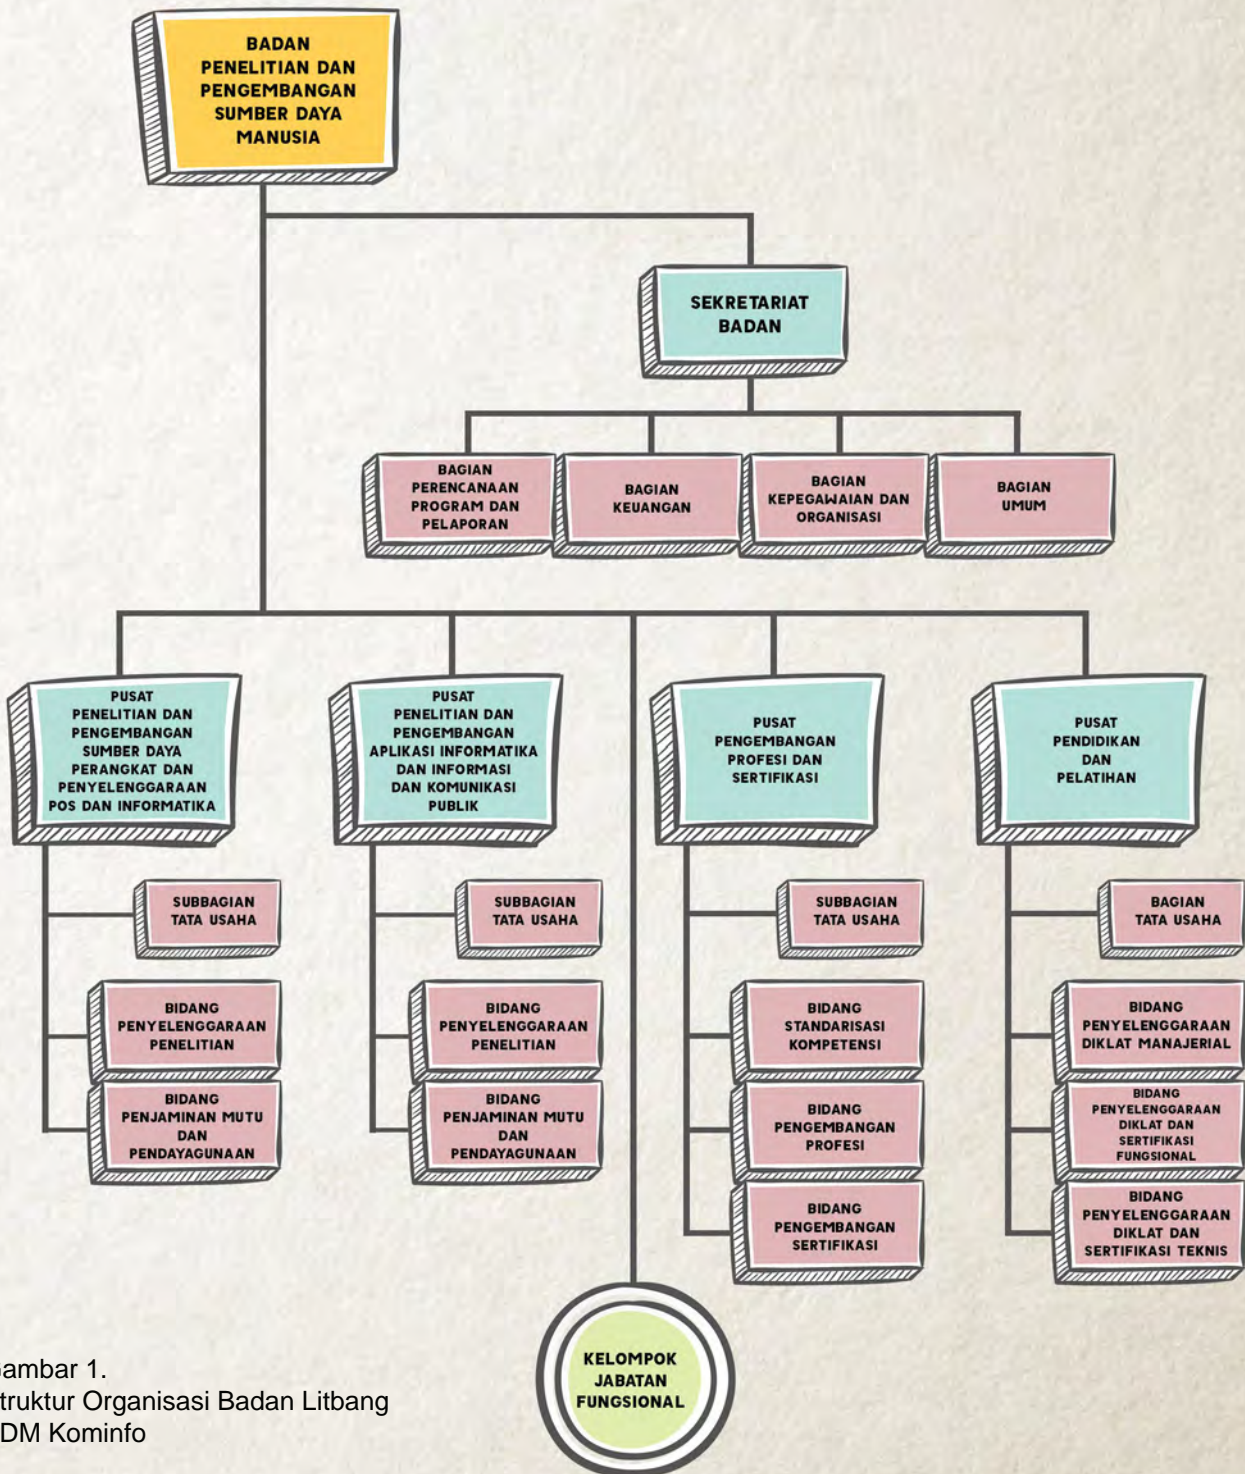 BADAN
PENELITIAN DAN
PENGEMBANGAN
SUMBER DAYA
MANUSIA
SEKRETARIAT
BADAN
BAGIAN
PERENCANAAN
PROGRAM DAN
PELAPORAN
BAGIAN
KEUANGAN
BAGIAN
KEPEGAWAIAN DAN
ORGANISASI
BAGIAN
UMUM
PUSAT
PENELITIAN DAN
PENGEMBANGAN
SUMBER DAYA
PERANGKAT DAN
PENYELENGGARAAN
POS DAN INFORMATIKA
PUSAT
PENELITIAN DAN
PENGEMBANGAN
APLIKASI INFORMATIKA
DAN INFORMASI
DAN KOMUNIKASI
PUBLIK
PUSAT
PENGEMBANGAN
PROFESI DAN
SERTIFIKASI
PUSAT
PENDIDIKAN
DAN
PELATIHAN
SUBBAGIAN
TATA USAHA
BIDANG
PENYELENGGARAAN
PENELITIAN
BIDANG
PENJAMINAN MUTU
DAN
PENDAYAGUNAAN
SUBBAGIAN
TATA USAHA
BIDANG
PENYELENGGARAAN
PENELITIAN
BIDANG
PENJAMINAN MUTU
DAN
PENDAYAGUNAAN
SUBBAGIAN
TATA USAHA
BIDANG
STANDARISASI
KOMPETENSI
BIDANG
PENGEMBANGAN
PROFESI
BIDANG
PENGEMBANGAN
SERTIFIKASI
BAGIAN
TATA USAHA
BIDANG
PENYELENGGARAAN
DIKLAT MANAJERIAL
BIDANG
PENYELENGGARAAN
DIKLAT DAN
SERTIFIKASI
FUNGSIONAL
BIDANG
PENYELENGGARAAN
DIKLAT DAN
SERTIFIKASI TEKNIS
KELOMPOK
JABATAN
FUNGSIONAL
ambar 1.
truktur Organisasi Badan Litbang
DM Kominfo